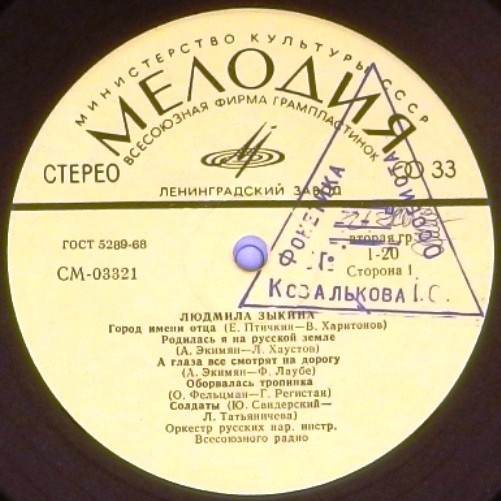 МИНИСТЕРСТВО КУЛЬТУРЫ СССР
МЕЛОДИЯ
ВСЕСОЮЗНАЯ ФИРМА ГРАМПЛАСТИНОК
СТЕРЕО
33
ЛЕНИНГРАДСКИЙ ЗАВОД
ГОСТ 5289-68
вторая гр.
СМ-03321
1-20
Сторона 1
ФОНЕТИКА
КОЗАЛЬКОВА І.С.
ЛЮДМИЛА ЗЫКИНА
Город имени отца (Е. Птичкин—В. Харитонов)
Родилась я на русской земле
(А. Экимян—Л. Хаустов)
А глаза все смотрят на дорогу
(А. Экимян—Ф. Лаубе)
Оборвалась тропинка
(О. Фельцман—Г. Регистан)
Солдаты (Ю. Свидерский—
Л. Татьяничева)
Оркестр русских нар. инстр.
Всесоюзного радио